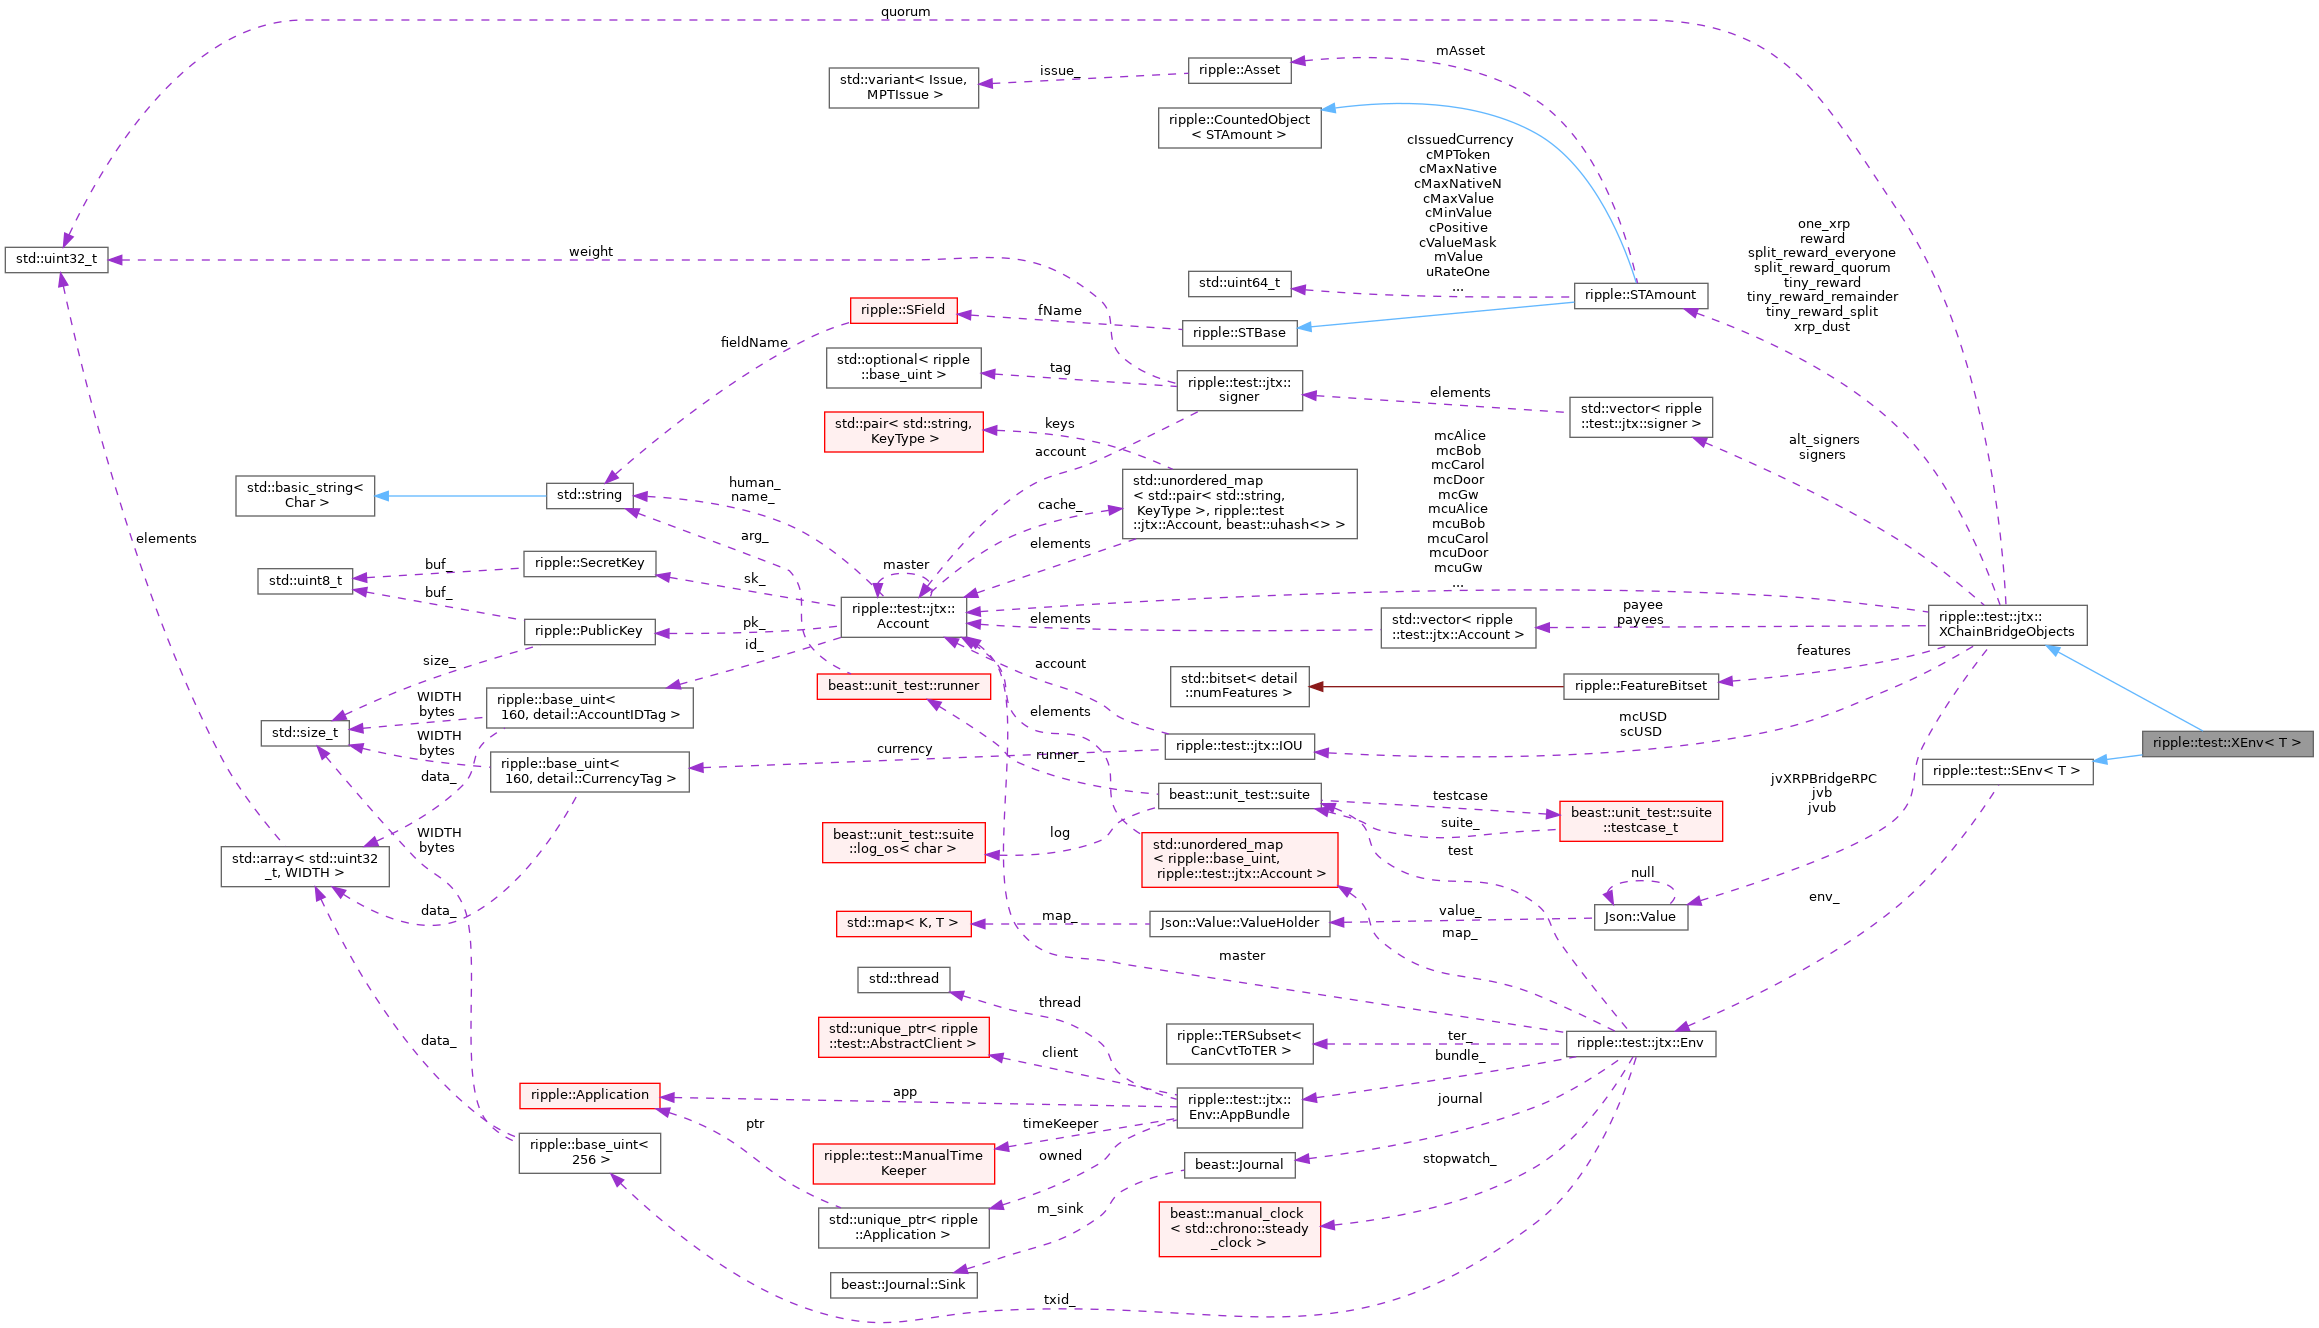 quorum
mAsset
ripple::Asset
issue_
std::variant< Issue,
MPTIssue >
ripple::CountedObject
< STAmount >
cIssuedCurrency
cMPToken
cMaxNative
cMaxNativeN
cMaxValue
cMinValue
cPositive
cValueMask
mValue
uRateOne
...
one_xrp
reward
split_reward_everyone
split_reward_quorum
tiny_reward
tiny_reward_remainder
tiny_reward_split
xrp_dust
std::uint32_t
weight
std::uint64_t
ripple::STAmount
ripple::SField
fName
ripple::STBase
fieldName
std::optional< ripple
::base_uint >
tag
ripple::test::jtx::
signer
elements
std::vector< ripple
::test::jtx::signer >
alt_signers
signers
std::pair< std::string,
KeyType >
keys
account
mcAlice
mcBob
mcCarol
mcDoor
mcGw
mcuAlice
mcuBob
mcuCarol
mcuDoor
mcuGw
...
std::basic_string<
Char >
std::string
human_
name_
std::unordered_map
< std::pair< std::string,
KeyType >, ripple::test
::jtx::Account, beast::uhash<> >
cache_
elements
arg_
elements
std::uint8_t
buf_
buf_
ripple::SecretKey
sk_
master
ripple::test::jtx::
Account
ripple::PublicKey
pk_
id_
elements
std::vector< ripple
::test::jtx::Account >
payee
payees
ripple::test::jtx::
XChainBridgeObjects
size_
account
features
beast::unit_test::runner
std::bitset< detail
::numFeatures >
ripple::FeatureBitset
WIDTH
bytes
ripple::base_uint<
160, detail::AccountIDTag >
elements
mcUSD
scUSD
std::size_t
WIDTH
bytes
currency
ripple::test::jtx::IOU
ripple::test::XEnv< T >
ripple::base_uint<
160, detail::CurrencyTag >
data_
runner_
ripple::test::SEnv< T >
jvXRPBridgeRPC
jvb
jvub
beast::unit_test::suite
testcase
suite_
beast::unit_test::suite
::testcase_t
WIDTH
bytes
beast::unit_test::suite
::log_os< char >
log
test
std::array< std::uint32
_t, WIDTH >
std::unordered_map
< ripple::base_uint,
ripple::test::jtx::Account >
null
env_
data_
std::map< K, T >
map_
Json::Value::ValueHolder
value_
Json::Value
map_
master
std::thread
thread
std::unique_ptr< ripple
::test::AbstractClient >
client
ripple::TERSubset<
CanCvtToTER >
ter_
ripple::test::jtx::Env
data_
bundle_
ripple::Application
app
ripple::test::jtx::
Env::AppBundle
journal
ptr
timeKeeper
ripple::base_uint<
256 >
ripple::test::ManualTime
Keeper
owned
beast::Journal
stopwatch_
std::unique_ptr< ripple
::Application >
m_sink
beast::manual_clock
< std::chrono::steady
_clock >
beast::Journal::Sink
txid_